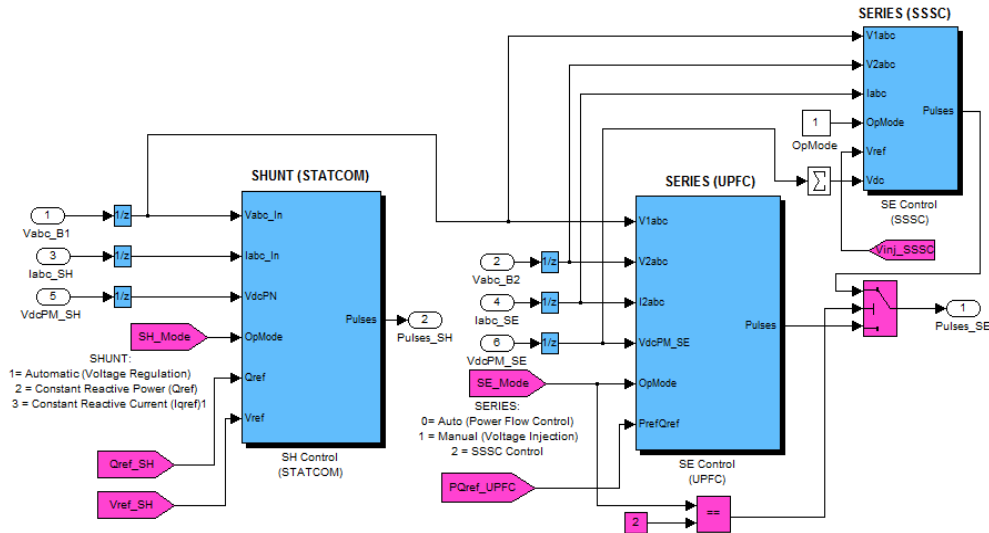 SERIES (SSSC)
V1abc
V2abc
Iabc
Pulses
1
OpMode
OpMode
Vref
Σ
Vdc
SE Control
(SSSC)
Vinj_SSSC
SHUNT (STATCOM)
1
1/z
Vabc_In
Vabc_B1
3
1/z
Iabc_In
Iabc_SH
5
1/z
VdcPN
VdcPM_SH
Pulses
2
Pulses_SH
SH_Mode
OpMode
SHUNT:
1= Automatic (Voltage Regulation)
2 = Constant Reactive Power (Qref)
3 = Constant Reactive Current (Iqref)1
Qref
Vref
SH Control
(STATCOM)
Qref_SH
Vref_SH
SERIES (UPFC)
V1abc
2
1/z
V2abc
Vabc_B2
4
1/z
I2abc
Iabc_SE
Pulses
6
1/z
VdcPM_SE
VdcPM_SE
SE_Mode
OpMode
SERIES:
0= Auto (Power Flow Control)
1 = Manual (Voltage Injection)
2 = SSSC Control
PrefQref
SE Control
(UPFC)
PQref_UPFC
2
==
1
Pulses_SE